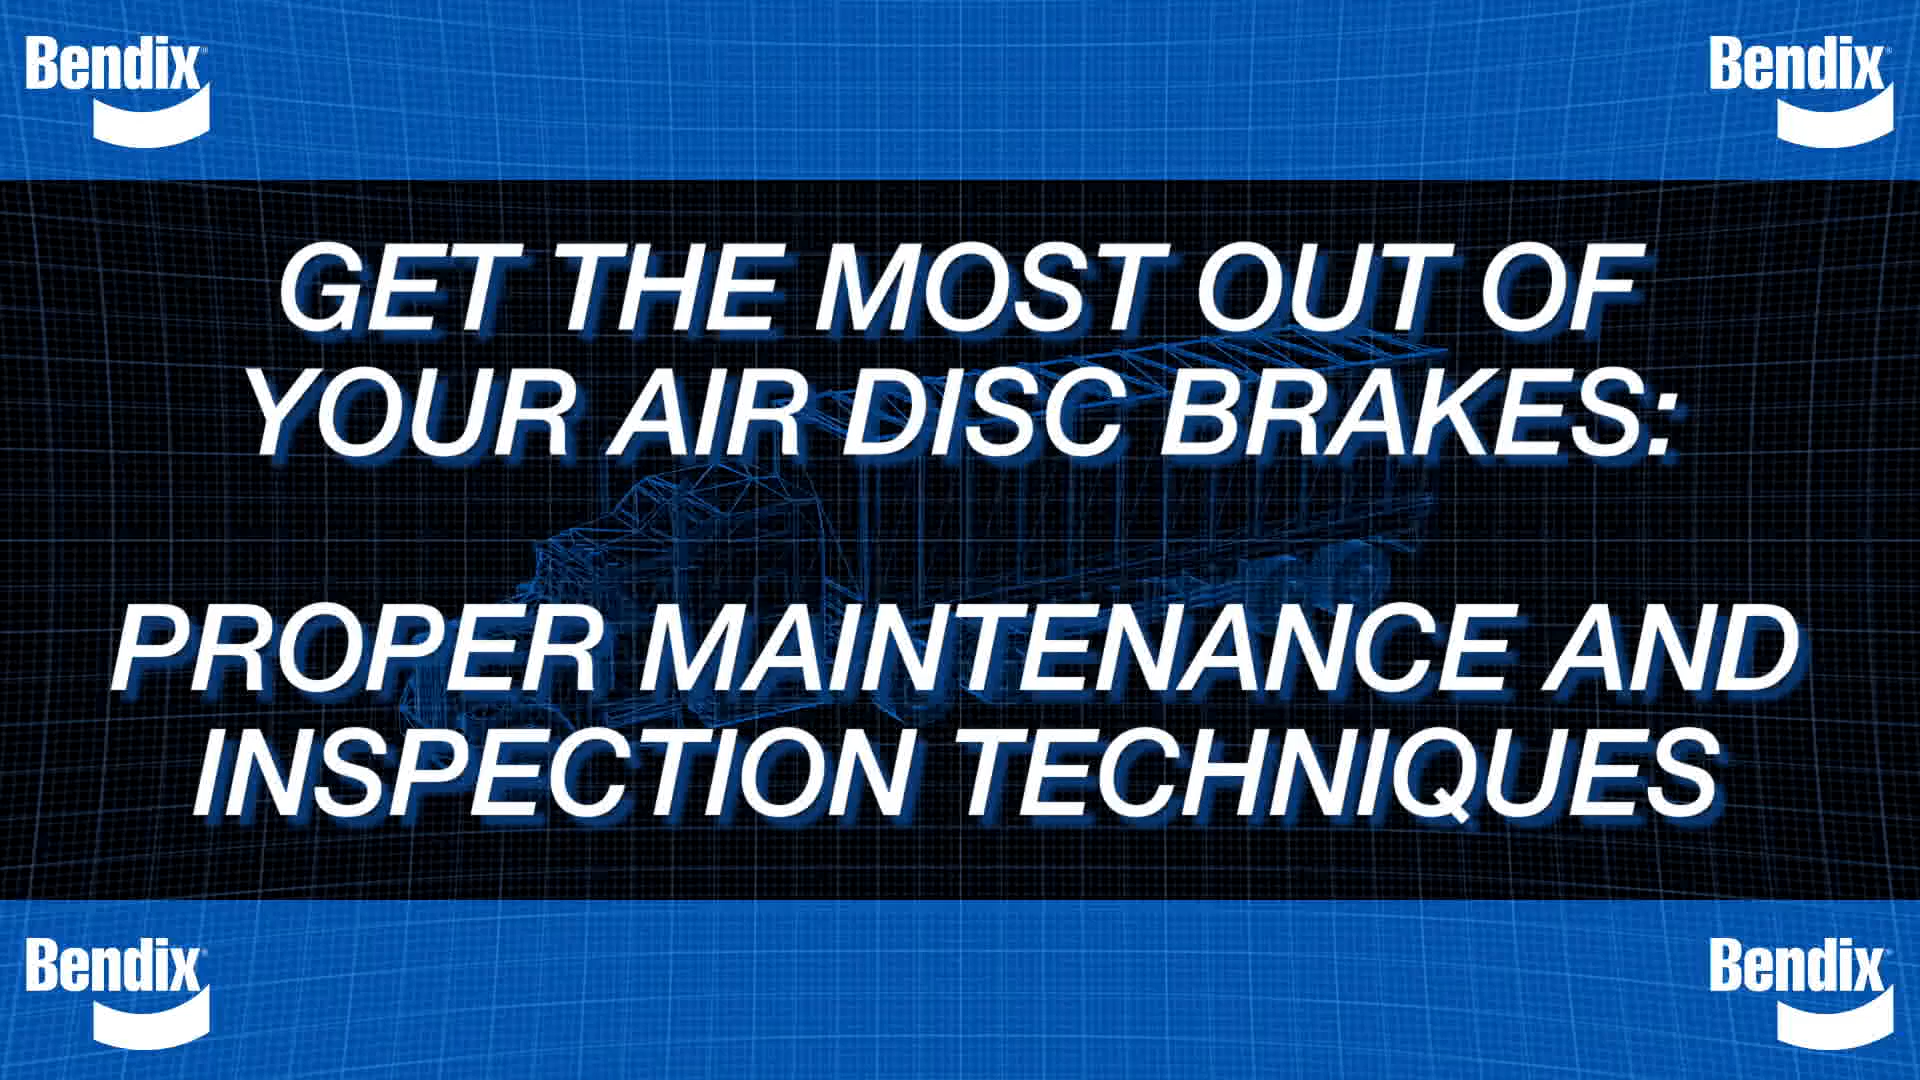 Bendix® Bendix®
GET THE MOST OUT OF
YOUR AIR DISC BRAKES:
PROPER MAINTENANCE AND
INSPECTION TECHNIQUES
Bendix® Bendix®